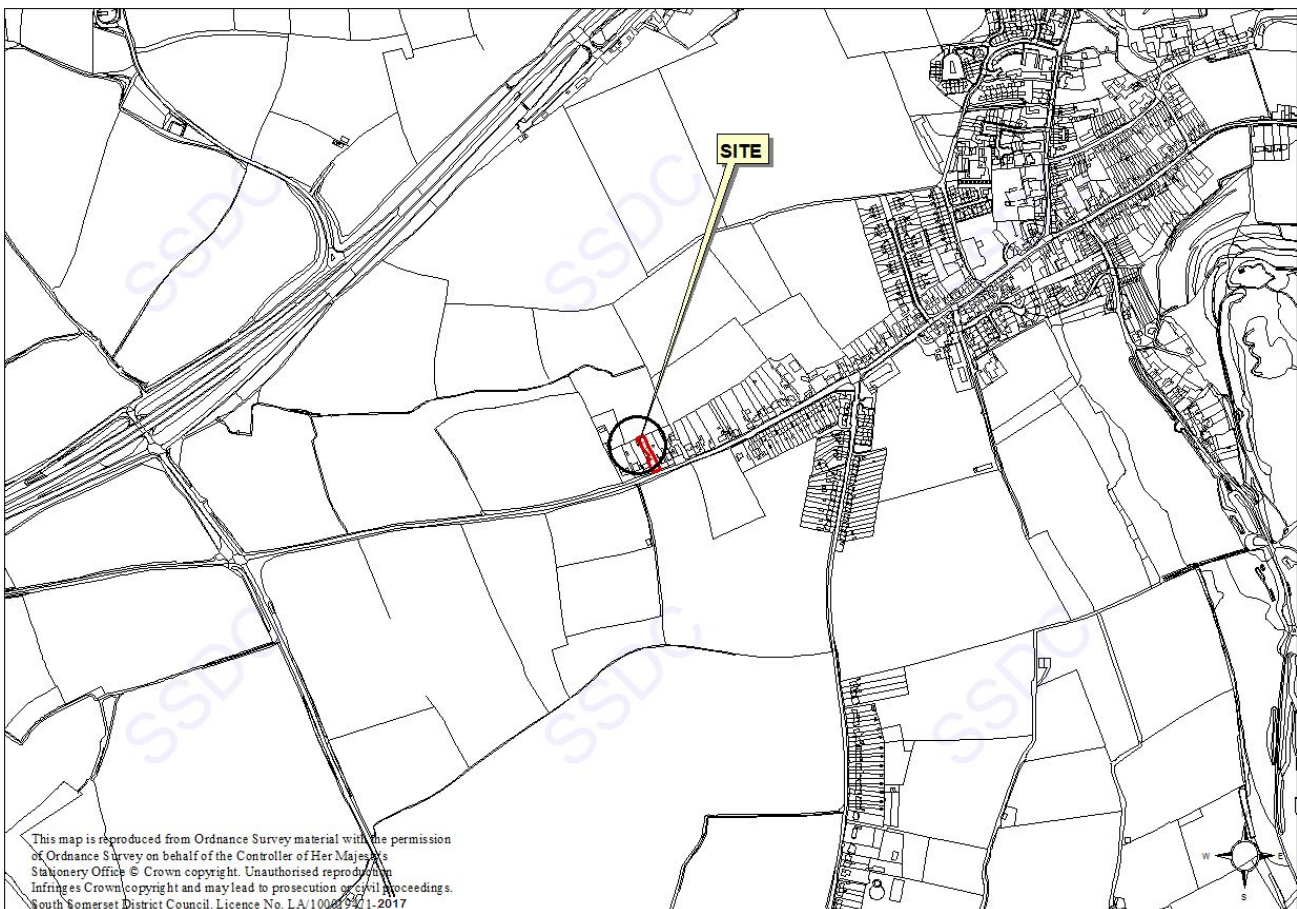 SITE
SSDC
SSDC
SSDC
SSDC
SSDC
SSDC
W E
S
This map is reproduced from Ordnance Survey material with the permission
of Ordnance Survey on behalf of the Controller of Her Majesty's
Stationery Office © Crown copyright. Unauthorised reproduction
Infringes Crown copyright and may lead to prosecution or civil proceedings.
South Somerset District Council. Licence No. LA/100019471-2017